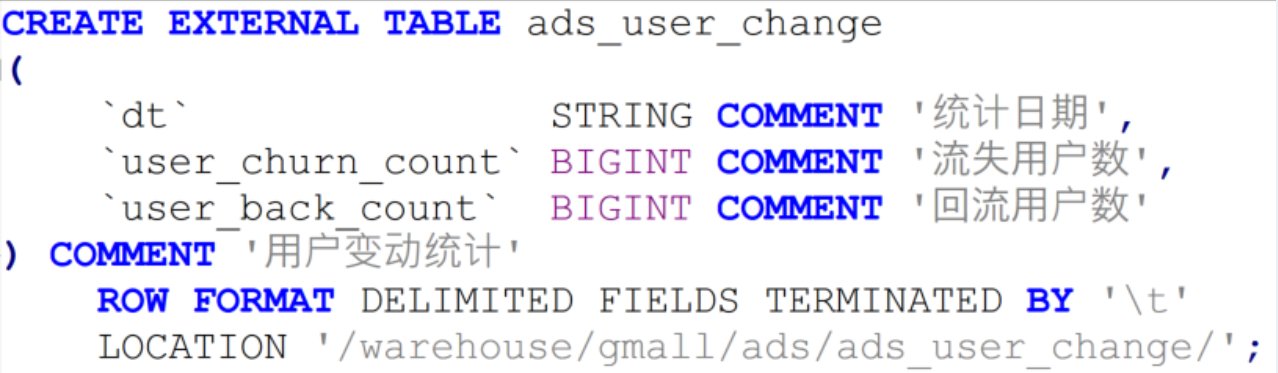 CREATE EXTERNAL TABLE ads_user_change
(
    `dt`               STRING COMMENT '统计日期',
    `user_churn_count` BIGINT COMMENT '流失用户数',
    `user_back_count`  BIGINT COMMENT '回流用户数'
) COMMENT '用户变动统计'
    ROW FORMAT DELIMITED FIELDS TERMINATED BY '\t'
    LOCATION '/warehouse/gmall/ads/ads_user_change/';